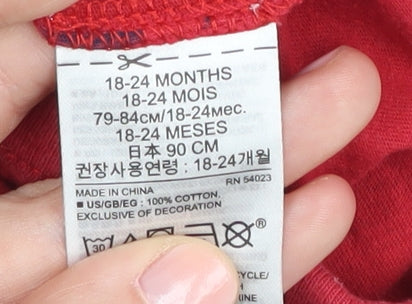 18-24 MONTHS
18-24 MOIS
79-84см/18-24мес.
18-24 MESES
日本 90 CM
권장사용연령 : 18-24개월
MADE IN CHINA RN 54023
■ US/GB/EG : 100% COTTON,
EXCLUSIVE OF DECORATION
30 ®